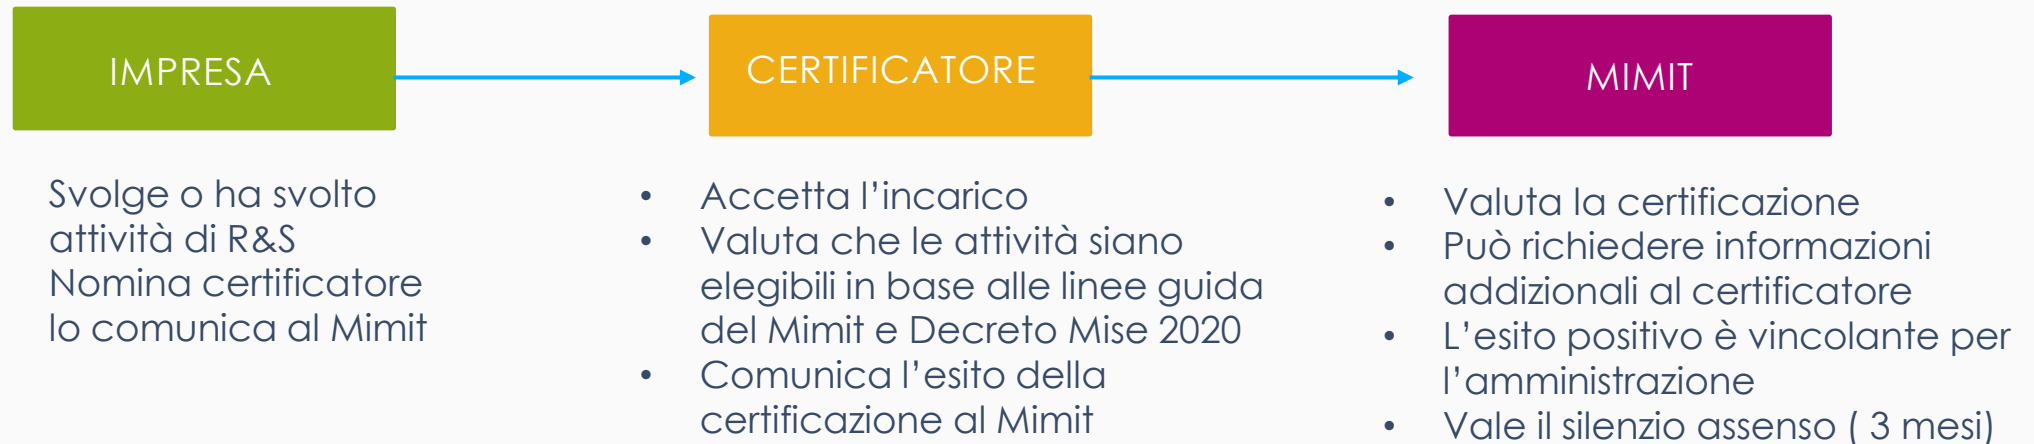 IMPRESA
CERTIFICATORE
MIMIT
Svolge o ha svolto
attività di R&S
Nomina certificatore
lo comunica al Mimit
• Accetta l’incarico
• Valuta che le attività siano
elegibili in base alle linee guida
del Mimit e Decreto Mise 2020
• Comunica l’esito della
certificazione al Mimit
• Valuta la certificazione
• Può richiedere informazioni
addizionali al certificatore
• L’esito positivo è vincolante per
l’amministrazione
• Vale il silenzio assenso ( 3 mesi)